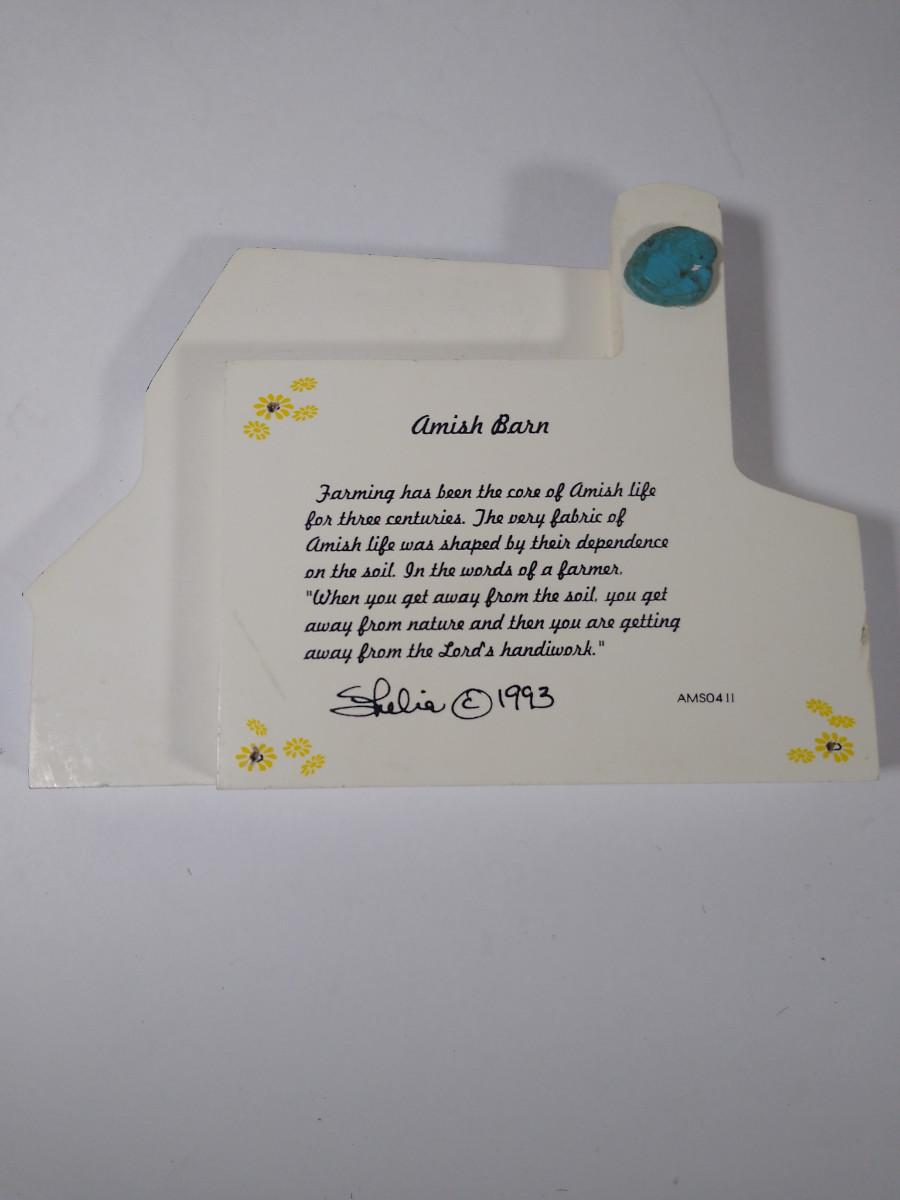 Amish Barn
Farming has been the core of Amish life
for three centuries. The very fabric of
Amish life was shaped by their dependence
on the soil. In the words of a farmer,
"When you get away from the soil, you get
away from nature and then you are getting
away from the Lord's handiwork."
Shelia © 1993
AMS0411